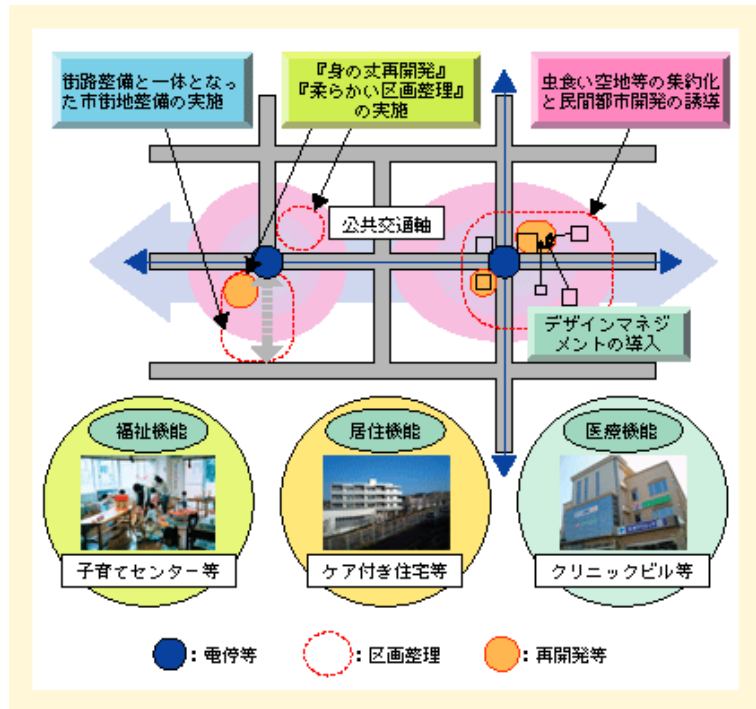 街路整備と一体となっ
た市街地整備の実施
『身の丈再開発』
『柔らかい区画整理』
の実施
虫食い空地等の集約化
と民間都市開発の誘導
公共交通軸
デザインマネジ
メントの導入
福祉機能
居住機能
医療機能
子育てセンター等
ケア付き住宅等
クリニックビル等
：電停等
：区画整理
：再開発等